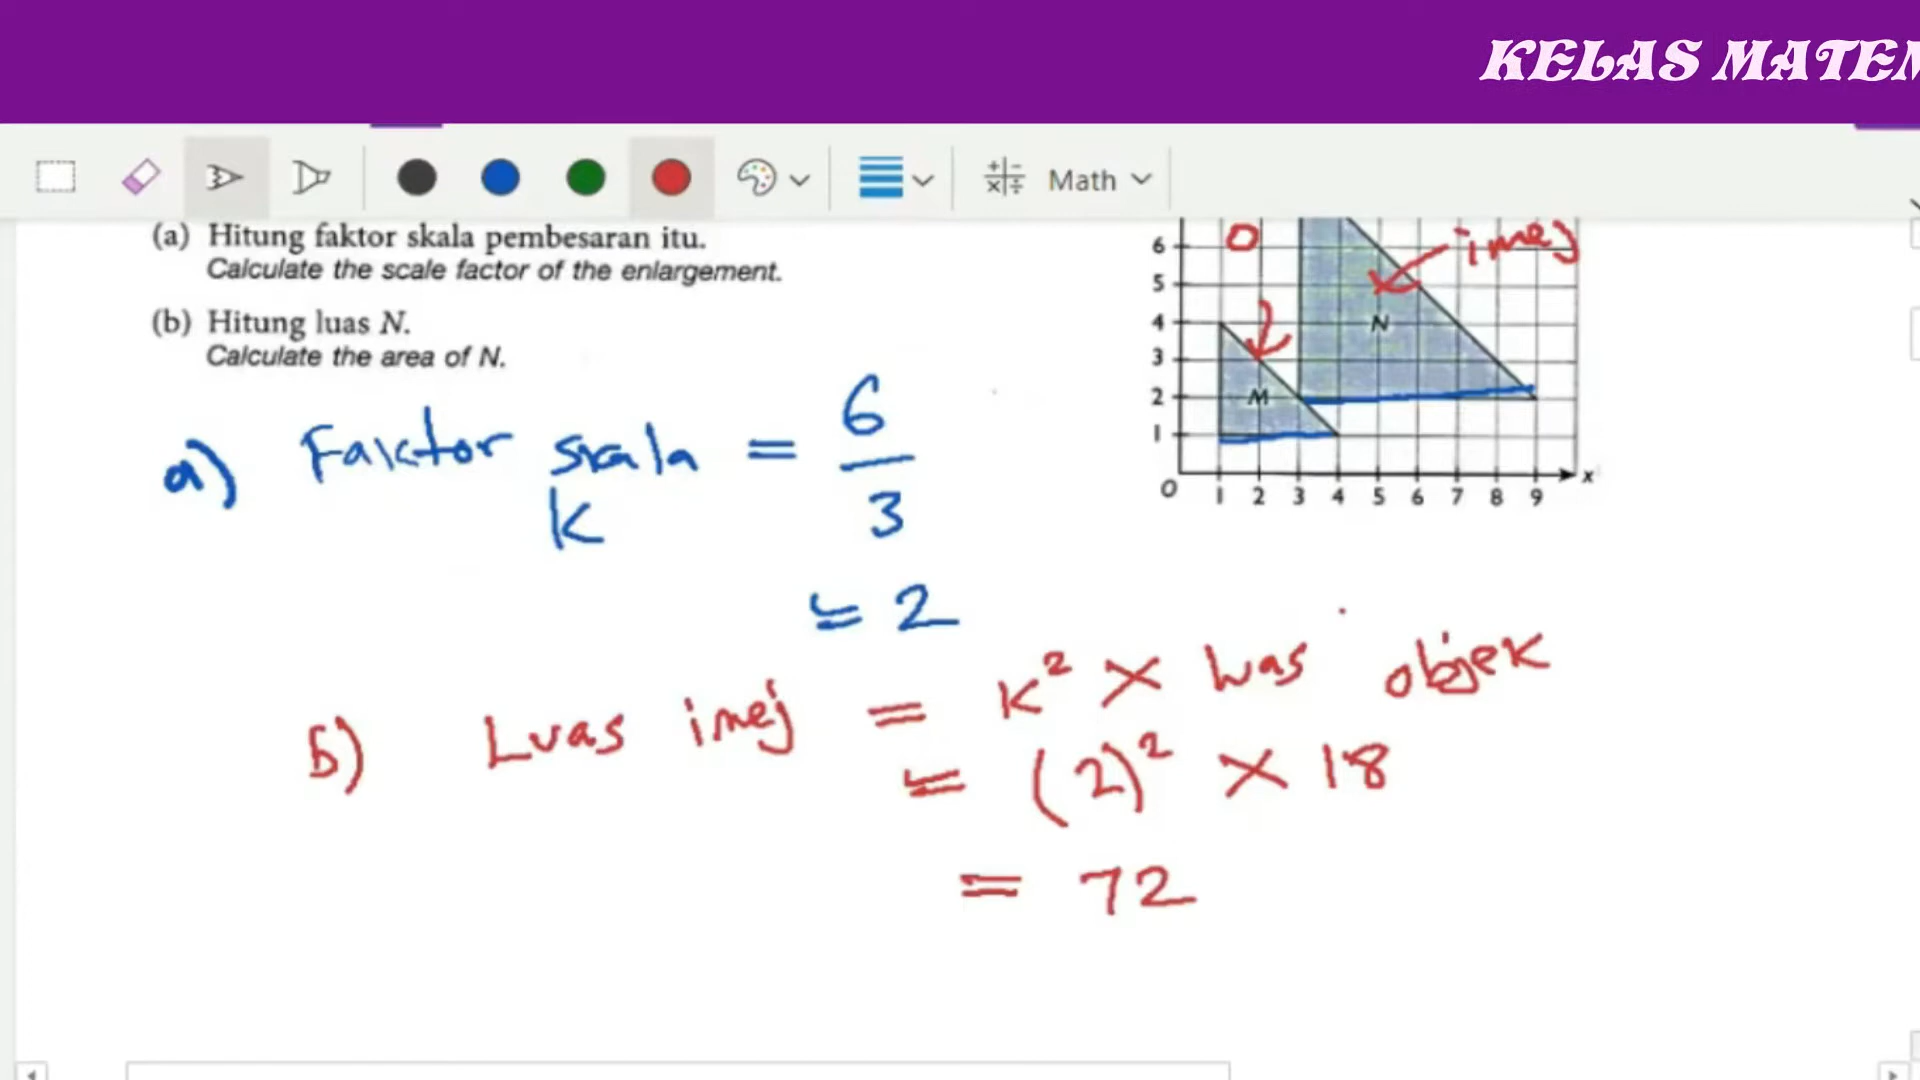 KELAS MATEM
Math
(a) Hitung faktor skala pembesaran itu.
Calculate the scale factor of the enlargement.
(b) Hitung luas N.
Calculate the area of N.
6
5
4
3
2
1
O 1 2 3 4 5 6 7 8 9 x
O
imej
N
M
a) Faktor skala = 6/3
k
= 2
b) Luas imej = k² × luas objek
= (2)² × 18
= 72